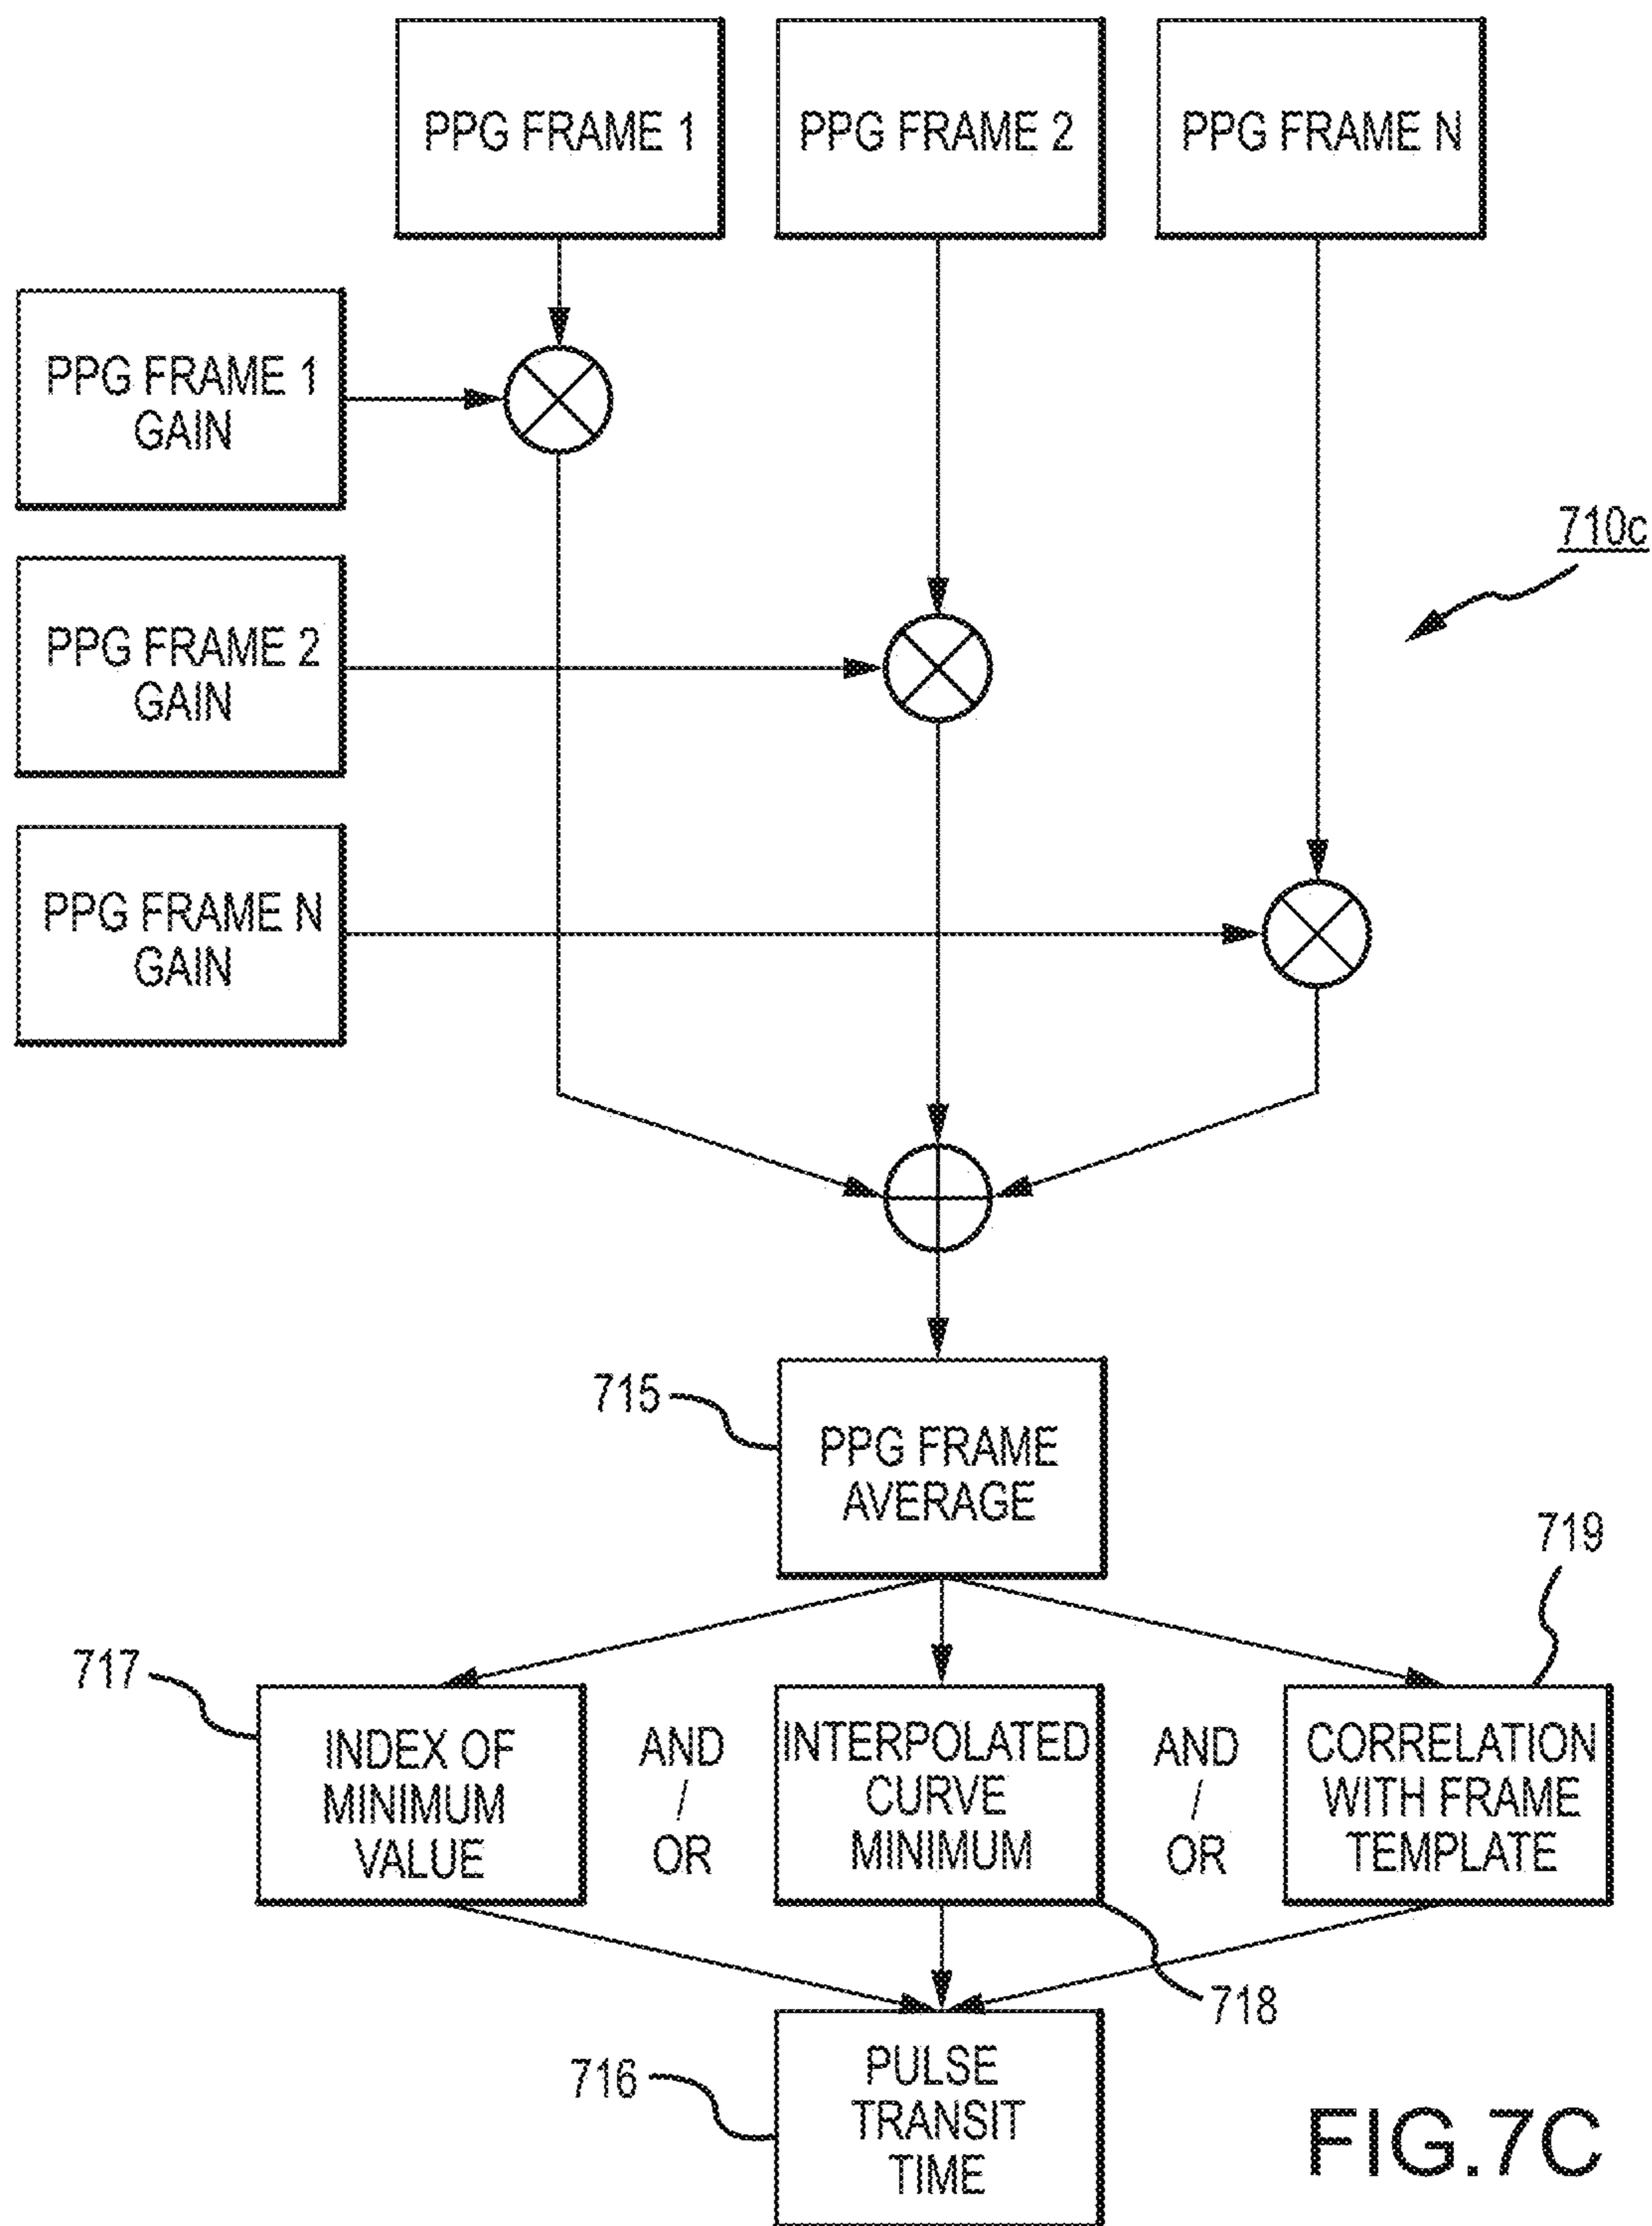 PPG FRAME 1
PPG FRAME 2
PPG FRAME N
PPG FRAME 1
GAIN
710c
PPG FRAME 2
GAIN
PPG FRAME N
GAIN
715
PPG FRAME
AVERAGE
719
717
INDEX OF
MINIMUM
VALUE
AND
/
OR
INTERPOLATED
CURVE
MINIMUM
AND
/
OR
CORRELATION
WITH FRAME
TEMPLATE
718
716
PULSE
TRANSIT
TIME
FIG.7C